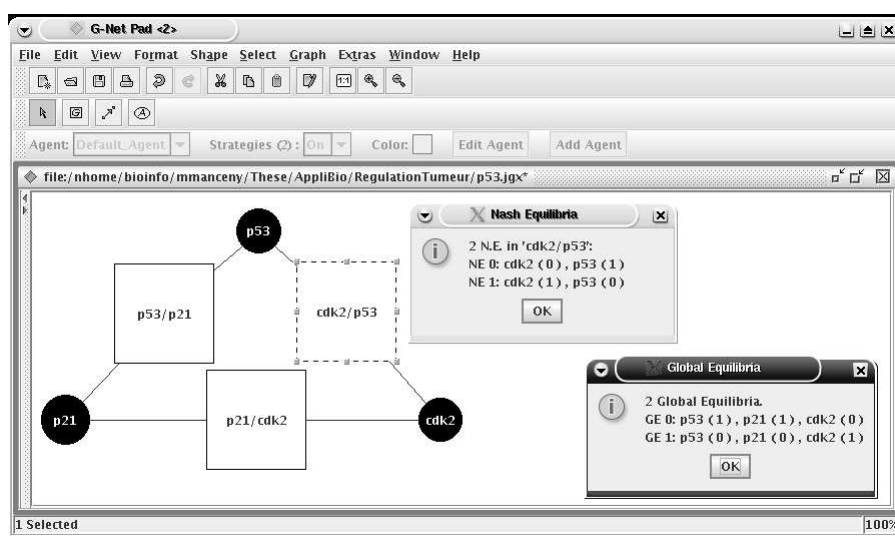 G-Net Pad <2>
File Edit View Format Shape Select Graph Extras Window Help
1:1
G
A
Agent: Default_Agent Strategies (2) : On Color: Edit Agent Add Agent
file:/nhome/bioinfo/mmanceny/These/AppliBio/RegulationTumeur/p53.jgx*
p53
p53/p21
cdk2/p53
p21
p21/cdk2
cdk2
Nash Equilibria
i
2 N.E. in 'cdk2/p53':
NE 0: cdk2 (0) , p53 (1)
NE 1: cdk2 (1) , p53 (0)
OK
Global Equilibria
i
2 Global Equilibria.
GE 0: p53 (1) , p21 (1) , cdk2 (0)
GE 1: p53 (0) , p21 (0) , cdk2 (1)
OK
1 Selected
100%